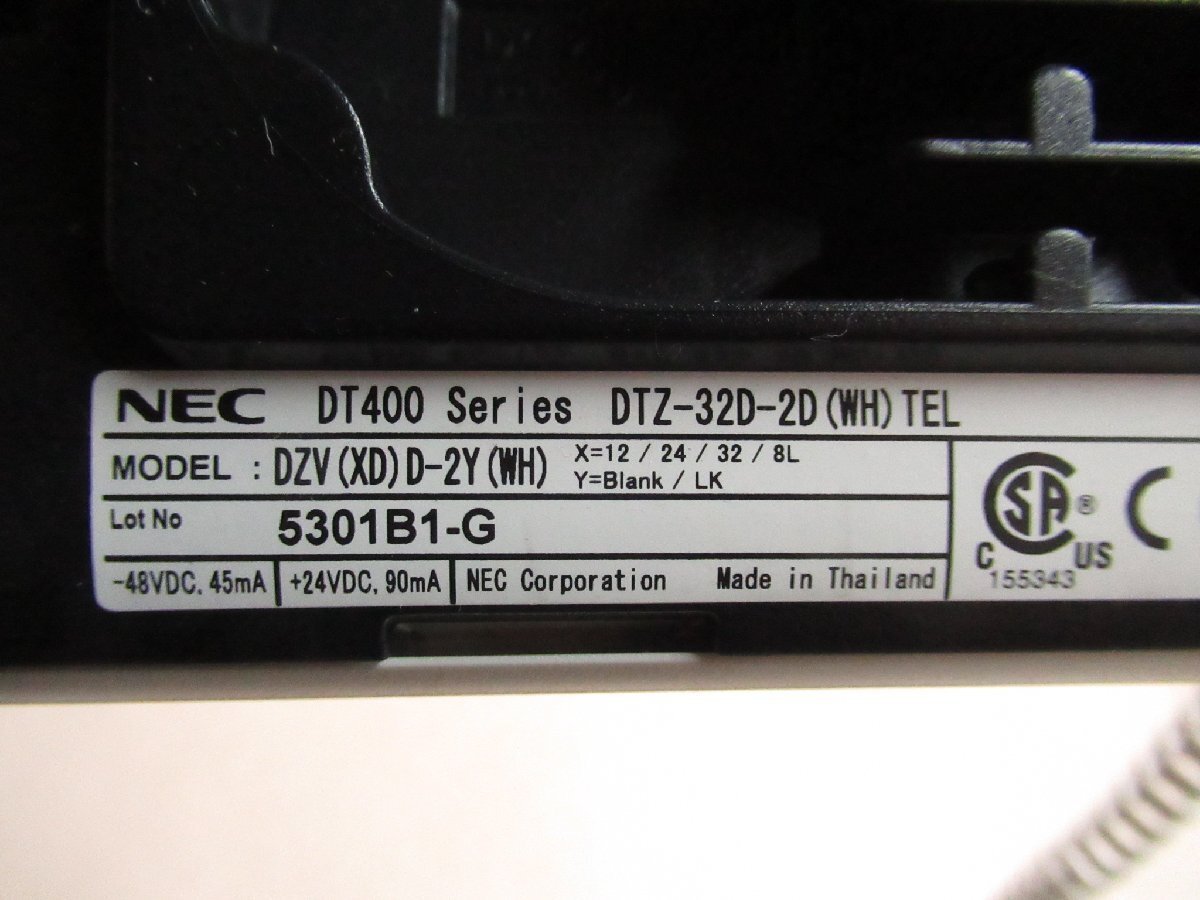 NEC DT400 Series DTZ-32D-2D(WH)TEL
MODEL : DZV(XD)D-2Y(WH) X=12 / 24 / 32 / 8L
Y=Blank / LK
Lot No 5301B1-G
-48VDC, 45mA +24VDC, 90mA NEC Corporation Made in Thailand
SA ®
C US
155343